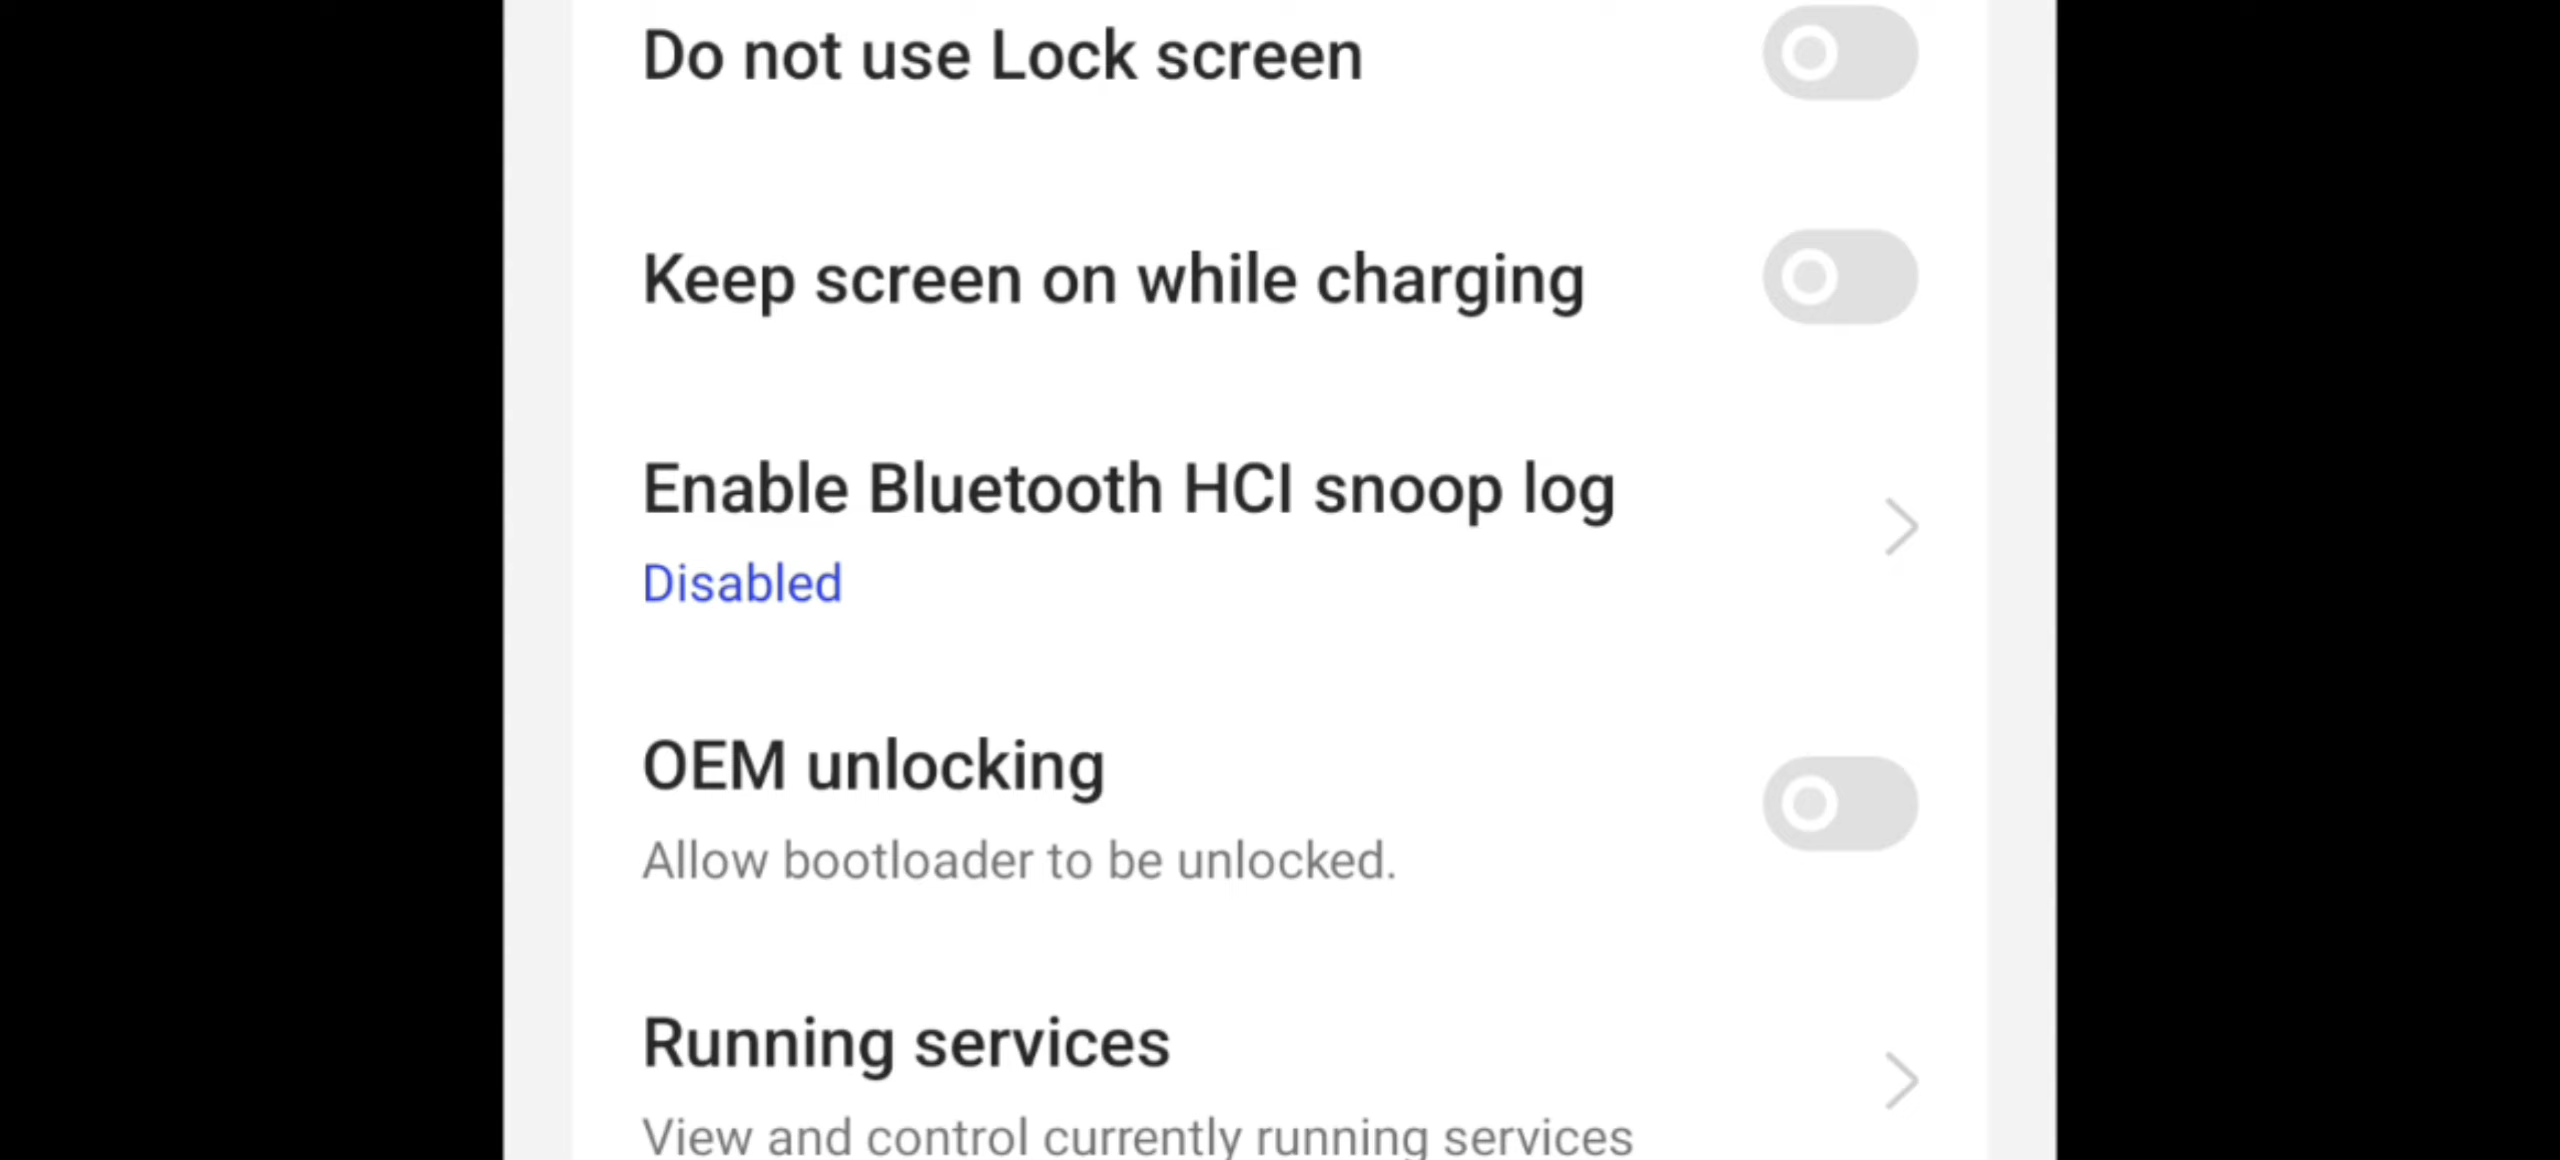 Do not use Lock screen
Keep screen on while charging
Enable Bluetooth HCI snoop log
Disabled
OEM unlocking
Allow bootloader to be unlocked.
Running services
View and control currently running services